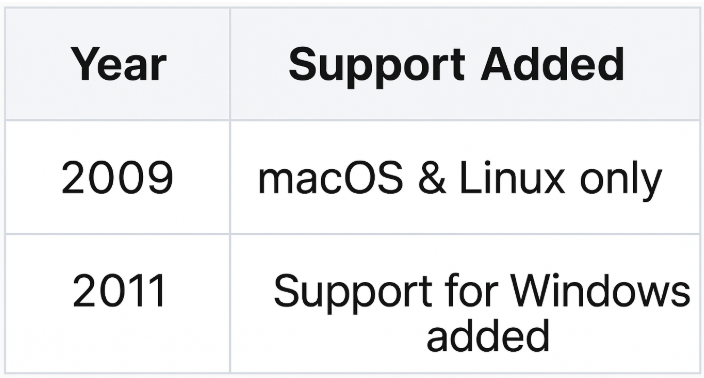 Year Support Added
2009 macOS & Linux only
2011 Support for Windows
added